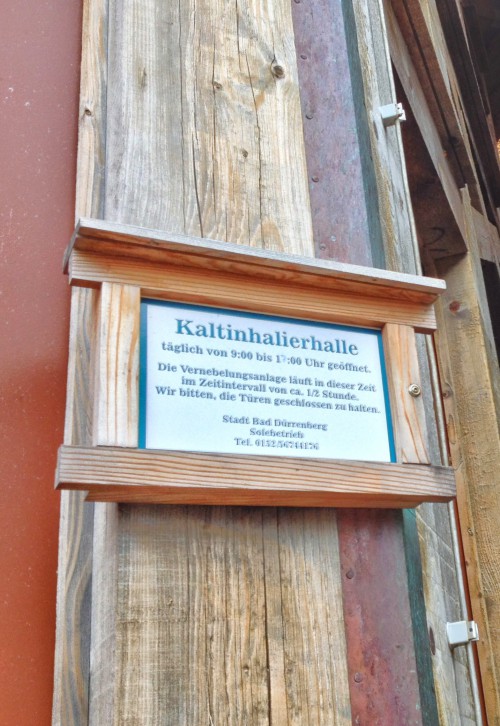 Kaltinhalierhalle
täglich von 9:00 bis 17:00 Uhr geöffnet.
Die Vernebelungsanlage läuft in dieser Zeit
im Zeitintervall von ca. 1/2 Stunde.
Wir bitten, die Türen geschlossen zu halten.
Stadt Bad Dürrenberg
Solebetrieb
Tel. 0152/56744176